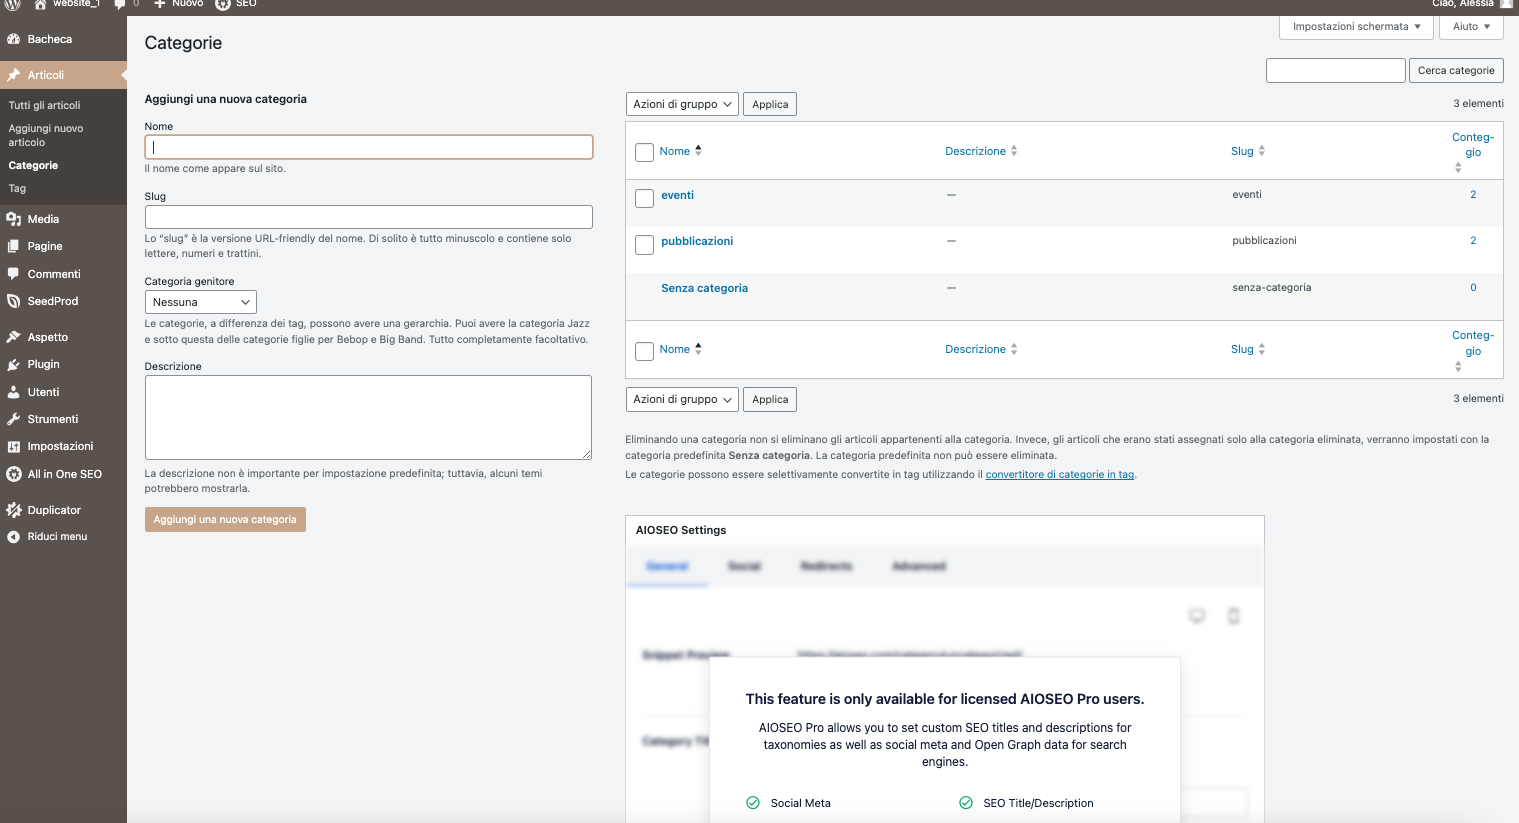 website_1
0
Nuovo
SEO
Ciao, Alessia
Bacheca
Articoli
Tutti gli articoli
Aggiungi nuovo
articolo
Categorie
Tag
Media
Pagine
Commenti
SeedProd
Aspetto
Plugin
Utenti
Strumenti
Impostazioni
All in One SEO
Duplicator
Riduci menu
Impostazioni schermata
Aiuto
Categorie
Cerca categorie
Aggiungi una nuova categoria
Nome
Il nome come appare sul sito.
Slug
Lo “slug” è la versione URL-friendly del nome. Di solito è tutto minuscolo e contiene solo
lettere, numeri e trattini.
Categoria genitore
Nessuna
Le categorie, a differenza dei tag, possono avere una gerarchia. Puoi avere la categoria Jazz
e sotto questa delle categorie figlie per Bebop e Big Band. Tutto completamente facoltativo.
Descrizione
La descrizione non è importante per impostazione predefinita; tuttavia, alcuni temi
potrebbero mostrarla.
Aggiungi una nuova categoria
Azioni di gruppo
Applica
3 elementi
Nome
Descrizione
Slug
Conteg-
gio
eventi — eventi 2
pubblicazioni — pubblicazioni 2
Senza categoria — senza-categoria 0
Nome
Descrizione
Slug
Conteg-
gio
Azioni di gruppo
Applica
3 elementi
Eliminando una categoria non si eliminano gli articoli appartenenti alla categoria. Invece, gli articoli che erano stati assegnati solo alla categoria eliminata, verranno impostati con la
categoria predefinita Senza categoria. La categoria predefinita non può essere eliminata.
Le categorie possono essere selettivamente convertite in tag utilizzando il convertitore di categorie in tag.
AIOSEO Settings
General
Social
Redirects
Advanced
Snippet Preview
This feature is only available for licensed AIOSEO Pro users.
AIOSEO Pro allows you to set custom SEO titles and descriptions for
taxonomies as well as social meta and Open Graph data for search
engines.
Social Meta
SEO Title/Description